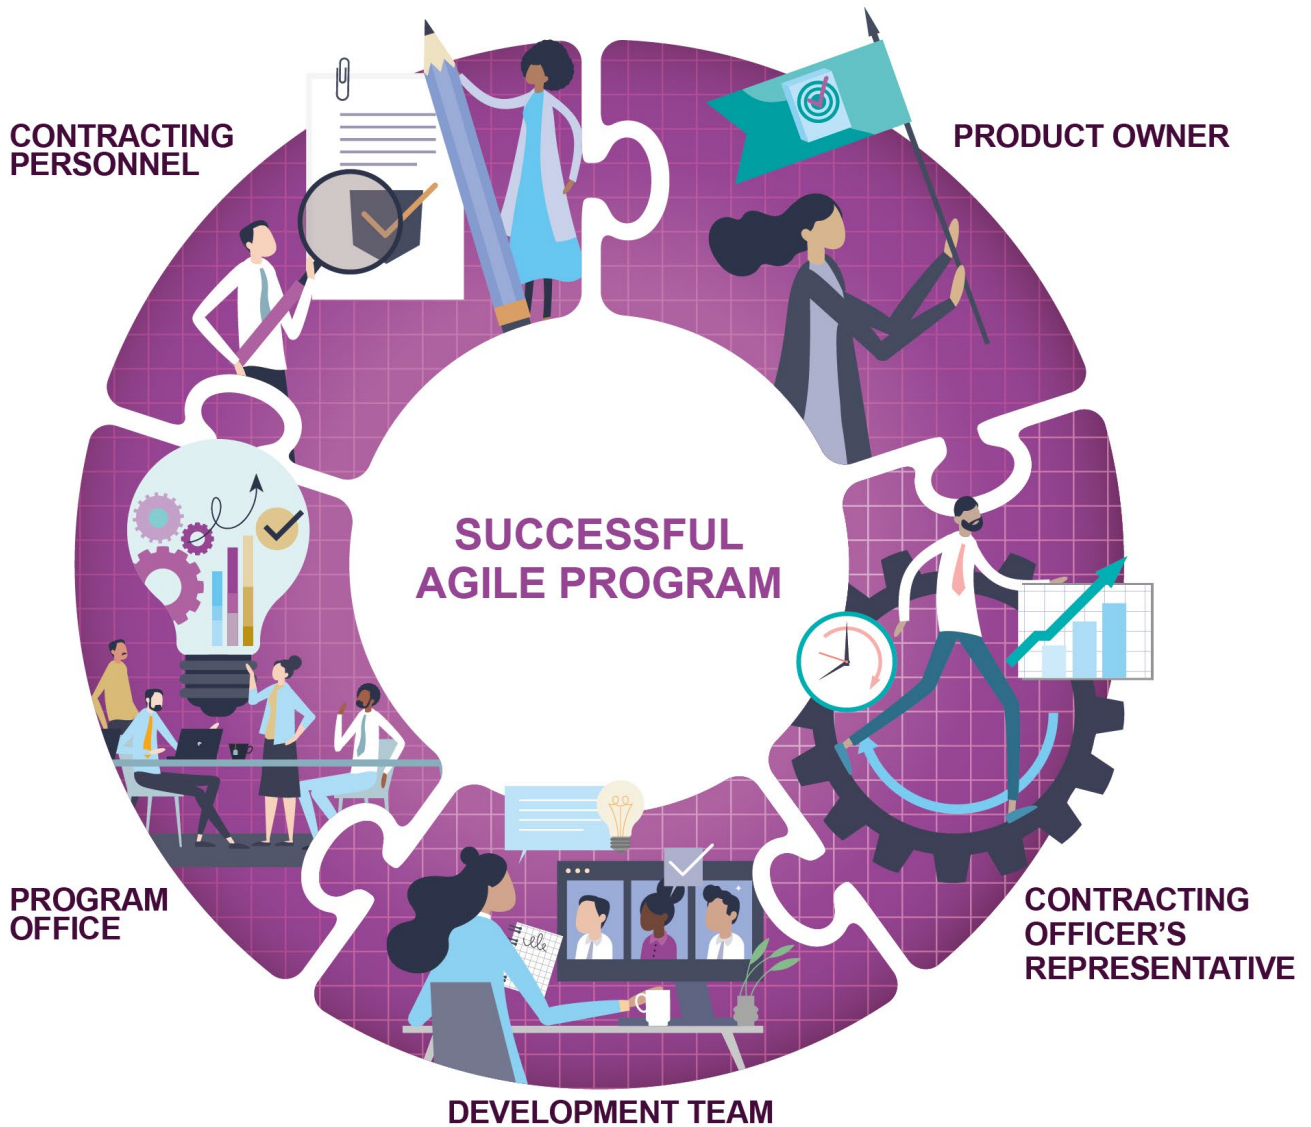 CONTRACTING
PERSONNEL
PRODUCT OWNER
SUCCESSFUL
AGILE PROGRAM
PROGRAM
OFFICE
CONTRACTING
OFFICER'S
REPRESENTATIVE
DEVELOPMENT TEAM